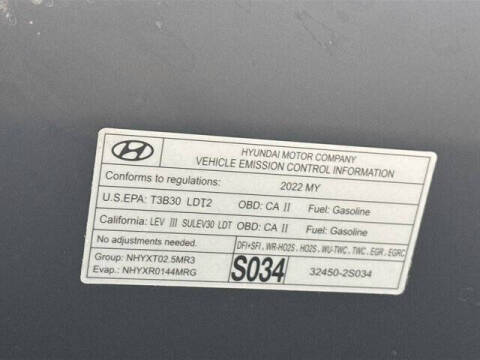 HYUNDAI MOTOR COMPANY
VEHICLE EMISSION CONTROL INFORMATION
Conforms to regulations: 2022 MY
U.S.EPA: T3B30 LDT2 OBD: CA II Fuel: Gasoline
California: LEV III SULEV30 LDT OBD: CA II Fuel: Gasoline
No adjustments needed. DFI+SFI . WR-HO2S . HO2S . WU-TWC . TWC . EGR . EGRC
Group: NHYXT02.5MR3
Evap.: NHYXR0144MRG
S034 32450-2S034